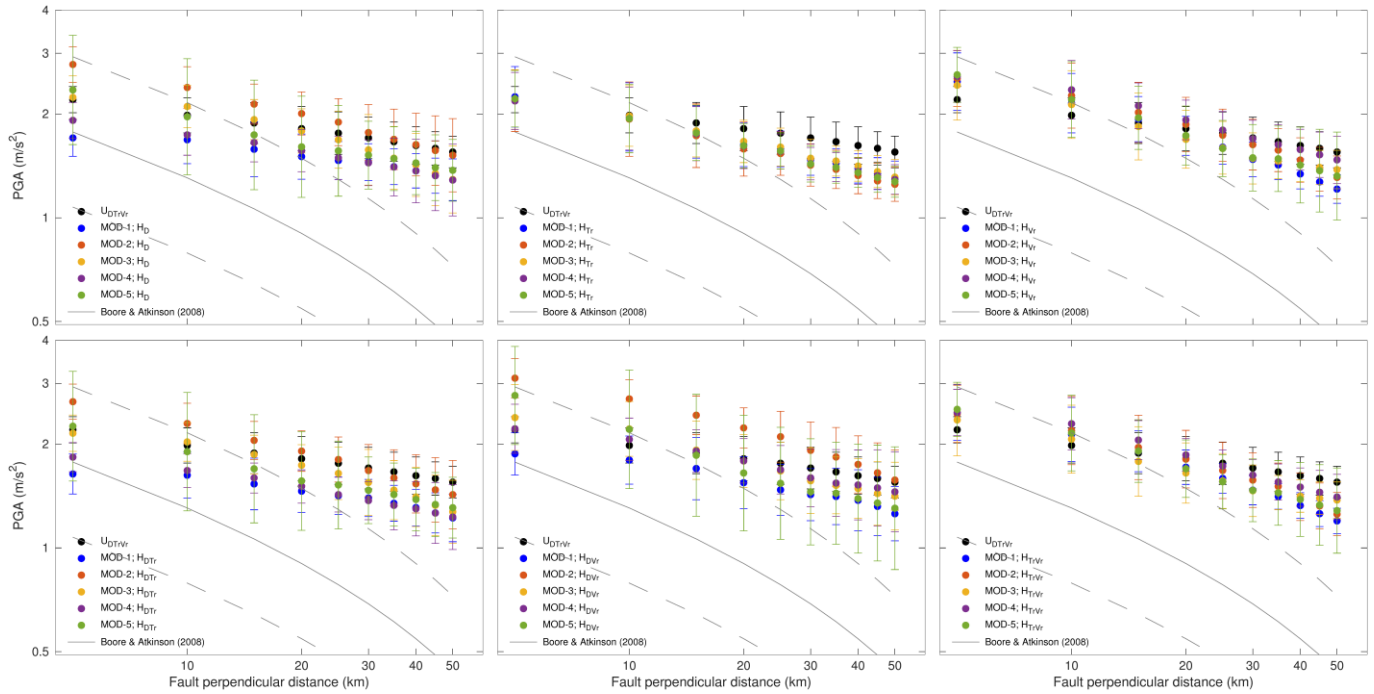 4
3
2
1
0.5
PGA (m/s²)
U_DTrVr
MOD-1; H_D
MOD-2; H_D
MOD-3; H_D
MOD-4; H_D
MOD-5; H_D
Boore & Atkinson (2008)
U_DTrVr
MOD-1; H_Tr
MOD-2; H_Tr
MOD-3; H_Tr
MOD-4; H_Tr
MOD-5; H_Tr
Boore & Atkinson (2008)
U_DTrVr
MOD-1; H_Vr
MOD-2; H_Vr
MOD-3; H_Vr
MOD-4; H_Vr
MOD-5; H_Vr
Boore & Atkinson (2008)
4
3
2
1
0.5
PGA (m/s²)
U_DTrVr
MOD-1; H_DTr
MOD-2; H_DTr
MOD-3; H_DTr
MOD-4; H_DTr
MOD-5; H_DTr
Boore & Atkinson (2008)
10 20 30 40 50
Fault perpendicular distance (km)
U_DTrVr
MOD-1; H_DVr
MOD-2; H_DVr
MOD-3; H_DVr
MOD-4; H_DVr
MOD-5; H_DVr
Boore & Atkinson (2008)
10 20 30 40 50
Fault perpendicular distance (km)
U_DTrVr
MOD-1; H_TrVr
MOD-2; H_TrVr
MOD-3; H_TrVr
MOD-4; H_TrVr
MOD-5; H_TrVr
Boore & Atkinson (2008)
10 20 30 40 50
Fault perpendicular distance (km)